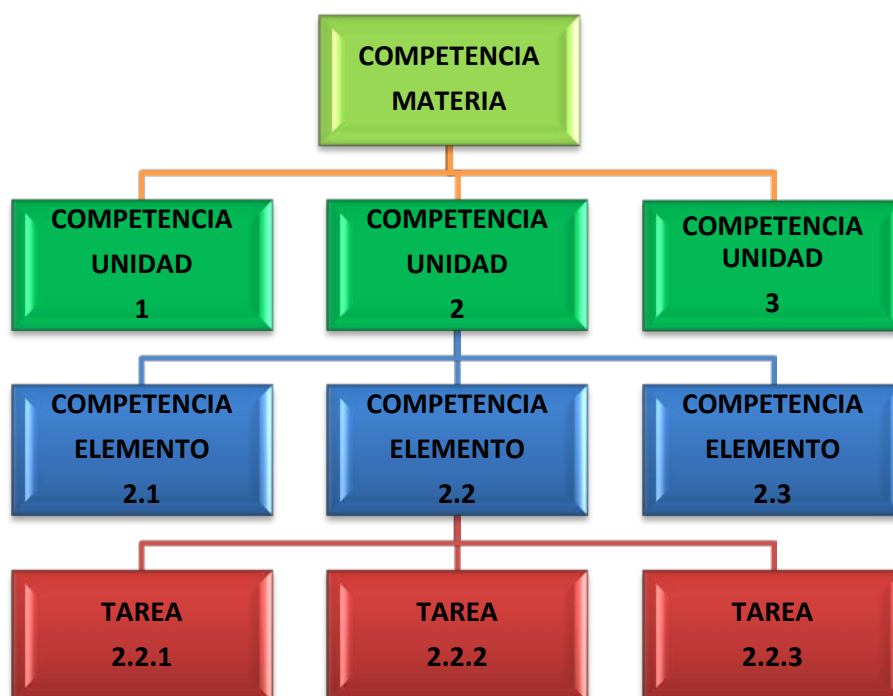 COMPETENCIA
MATERIA
COMPETENCIA
UNIDAD
1
COMPETENCIA
UNIDAD
2
COMPETENCIA
UNIDAD
3
COMPETENCIA
ELEMENTO
2.1
COMPETENCIA
ELEMENTO
2.2
COMPETENCIA
ELEMENTO
2.3
TAREA
2.2.1
TAREA
2.2.2
TAREA
2.2.3